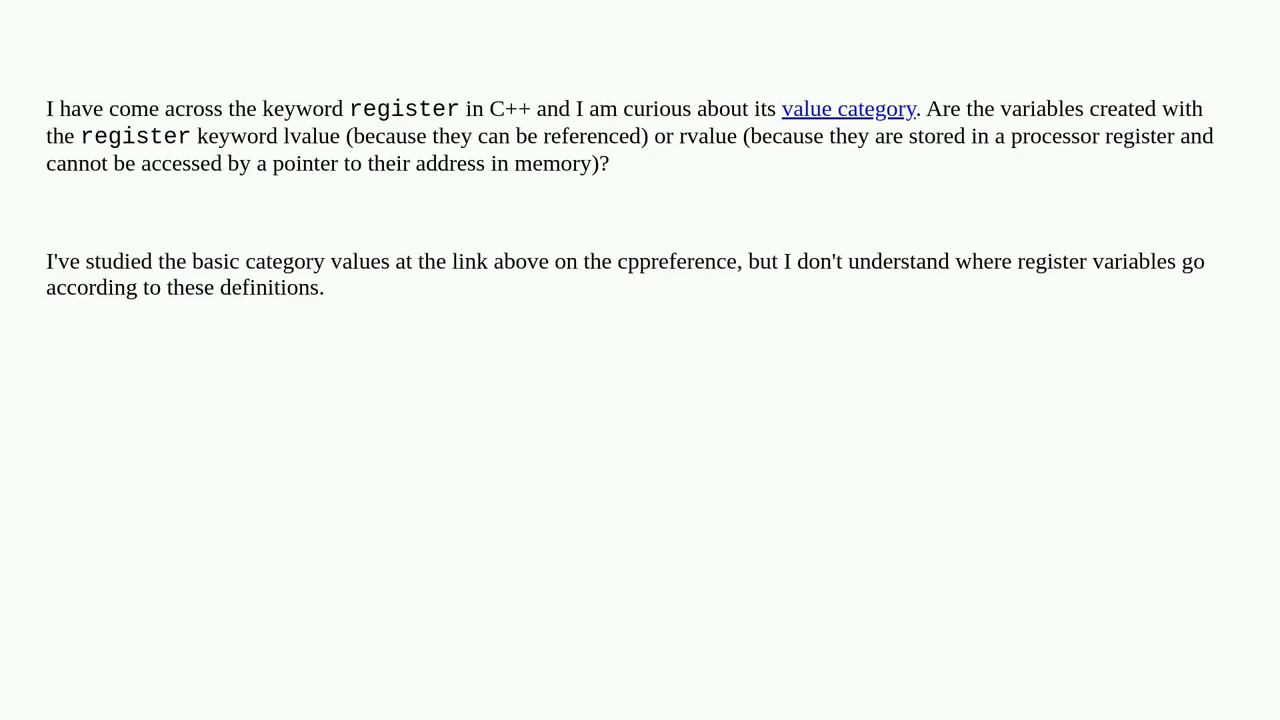 I have come across the keyword register in C++ and I am curious about its value category. Are the variables created with
the register keyword lvalue (because they can be referenced) or rvalue (because they are stored in a processor register and
cannot be accessed by a pointer to their address in memory)?
I've studied the basic category values at the link above on the cppreference, but I don't understand where register variables go
according to these definitions.